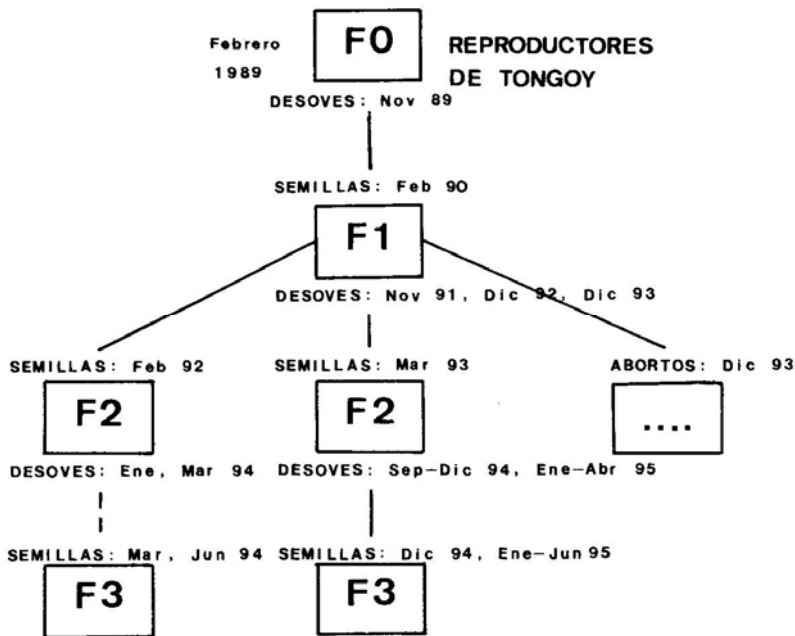 Febrero
1989
F0
REPRODUCTORES
DE TONGOY
DESOVES: Nov 89
SEMILLAS: Feb 90
F1
DESOVES: Nov 91, Dic 92, Dic 93
SEMILLAS: Feb 92
SEMILLAS: Mar 93
ABORTOS: Dic 93
F2
F2
....
DESOVES: Ene, Mar 94
DESOVES: Sep-Dic 94, Ene-Abr 95
SEMILLAS: Mar, Jun 94
SEMILLAS: Dic 94, Ene-Jun 95
F3
F3